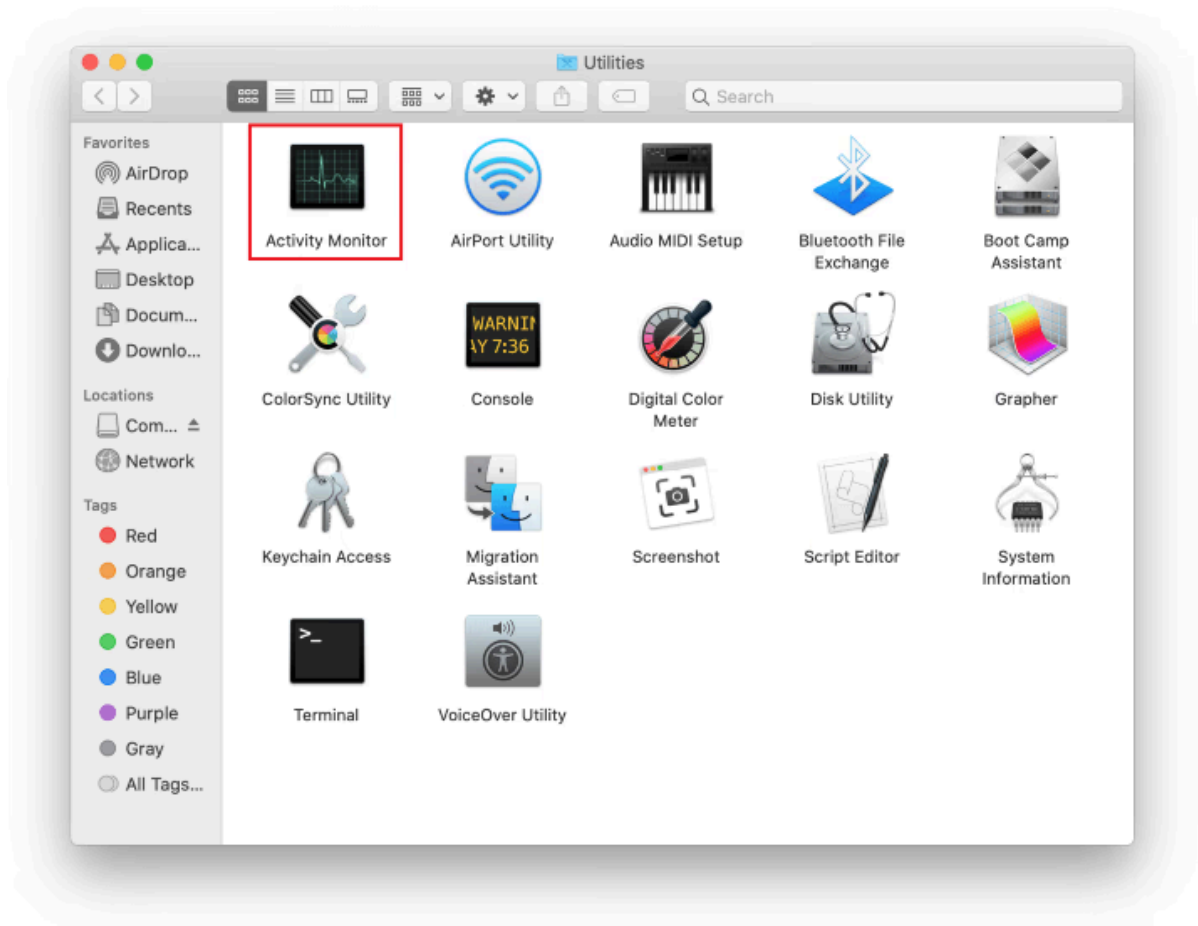 Utilities
Search
Favorites
AirDrop
Recents
Applica...
Desktop
Docum...
Downlo...
Locations
Com...
Network
Tags
Red
Orange
Yellow
Green
Blue
Purple
Gray
All Tags...
Activity Monitor
AirPort Utility
Audio MIDI Setup
Bluetooth File
Exchange
Boot Camp
Assistant
ColorSync Utility
WARNIN
AY 7:36
Console
Digital Color
Meter
Disk Utility
Grapher
Keychain Access
Migration
Assistant
Screenshot
Script Editor
System
Information
>_
Terminal
VoiceOver Utility